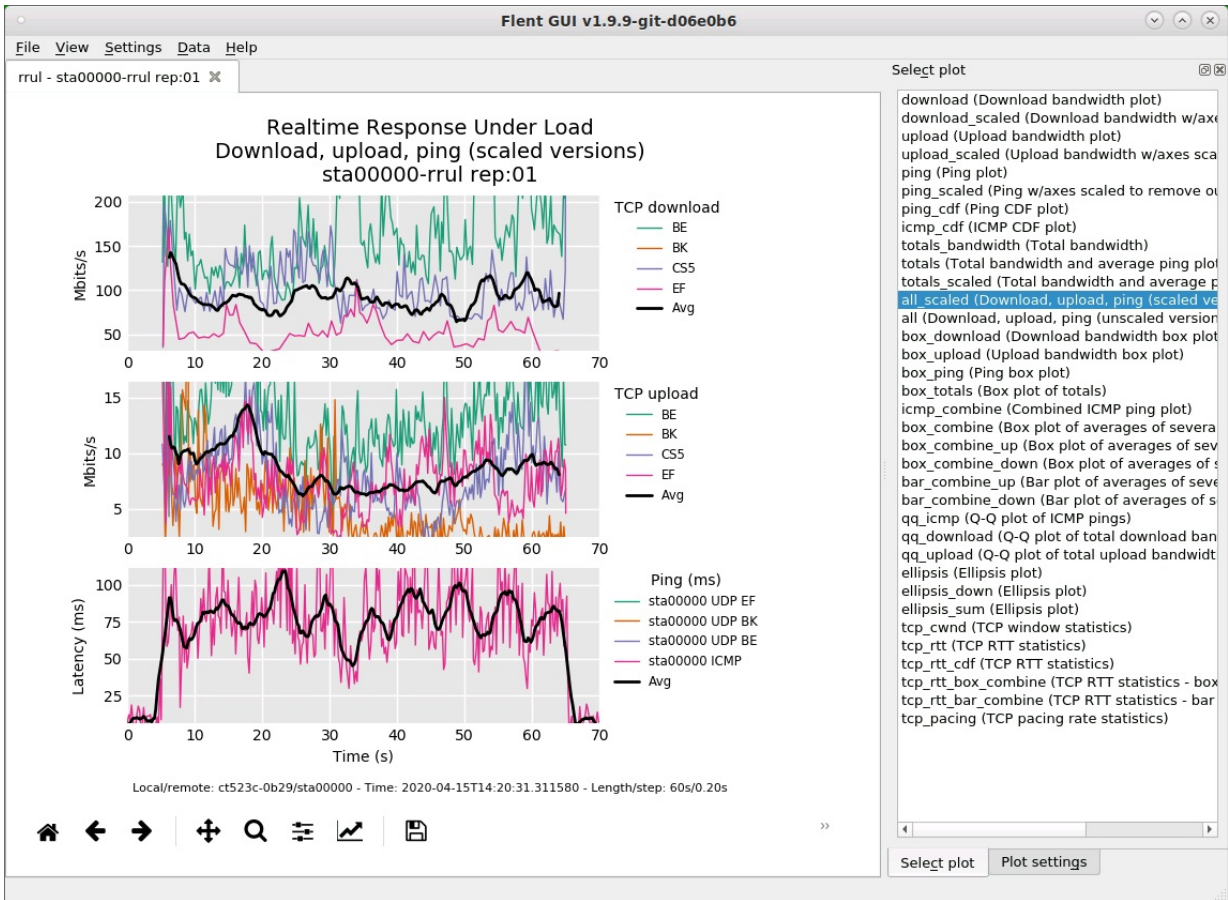 Flent GUI v1.9.9-git-d06e0b6
File View Settings Data Help
rrul - sta00000-rrul rep:01
Realtime Response Under Load
Download, upload, ping (scaled versions)
sta00000-rrul rep:01
200
150
100
50
Mbits/s
0 10 20 30 40 50 60 70
TCP download
BE
BK
CS5
EF
Avg
15
10
5
Mbits/s
0 10 20 30 40 50 60 70
TCP upload
BE
BK
CS5
EF
Avg
100
75
50
25
Latency (ms)
0 10 20 30 40 50 60 70
Time (s)
Ping (ms)
sta00000 UDP EF
sta00000 UDP BK
sta00000 UDP BE
sta00000 ICMP
Avg
Local/remote: ct523c-0b29/sta00000 - Time: 2020-04-15T14:20:31.311580 - Length/step: 60s/0.20s
Select plot
download (Download bandwidth plot)
download_scaled (Download bandwidth w/axe
upload (Upload bandwidth plot)
upload_scaled (Upload bandwidth w/axes sca
ping (Ping plot)
ping_scaled (Ping w/axes scaled to remove ou
ping_cdf (Ping CDF plot)
icmp_cdf (ICMP CDF plot)
totals_bandwidth (Total bandwidth)
totals (Total bandwidth and average ping plot
totals_scaled (Total bandwidth and average p
all_scaled (Download, upload, ping (scaled ve
all (Download, upload, ping (unscaled version
box_download (Download bandwidth box plot
box_upload (Upload bandwidth box plot)
box_ping (Ping box plot)
box_totals (Box plot of totals)
icmp_combine (Combined ICMP ping plot)
box_combine (Box plot of averages of severa
box_combine_up (Box plot of averages of sev
box_combine_down (Box plot of averages of s
bar_combine_up (Bar plot of averages of seve
bar_combine_down (Bar plot of averages of s
qq_icmp (Q-Q plot of ICMP pings)
qq_download (Q-Q plot of total download ban
qq_upload (Q-Q plot of total upload bandwidt
ellipsis (Ellipsis plot)
ellipsis_down (Ellipsis plot)
ellipsis_sum (Ellipsis plot)
tcp_cwnd (TCP window statistics)
tcp_rtt (TCP RTT statistics)
tcp_rtt_cdf (TCP RTT statistics)
tcp_rtt_box_combine (TCP RTT statistics - box
tcp_rtt_bar_combine (TCP RTT statistics - bar
tcp_pacing (TCP pacing rate statistics)
Select plot Plot settings